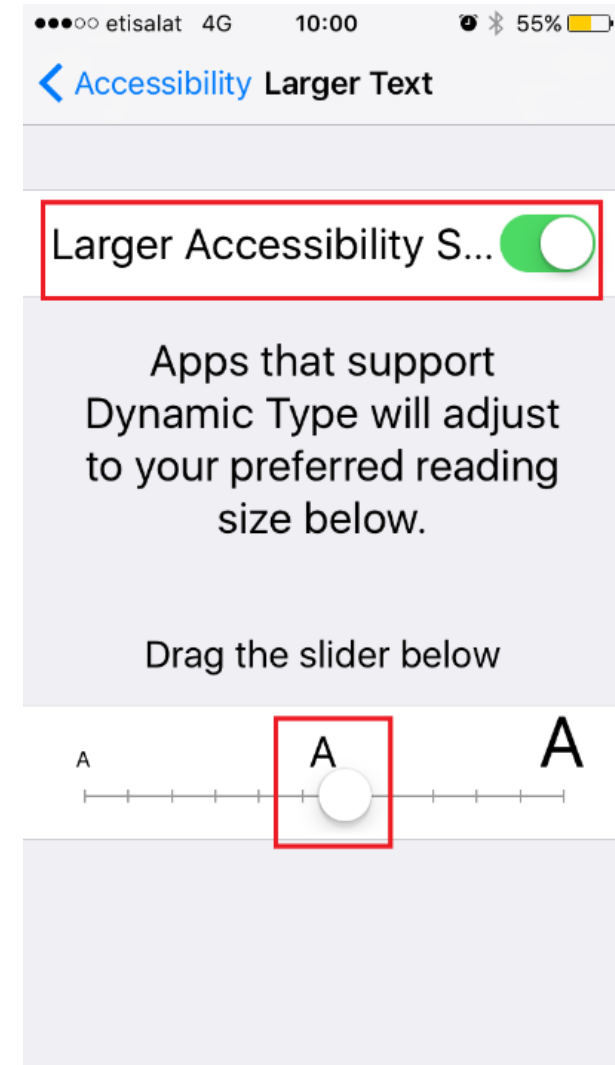 etisalat 4G 10:00 55%
Accessibility Larger Text
Larger Accessibility S...
Apps that support
Dynamic Type will adjust
to your preferred reading
size below.
Drag the slider below
A A A